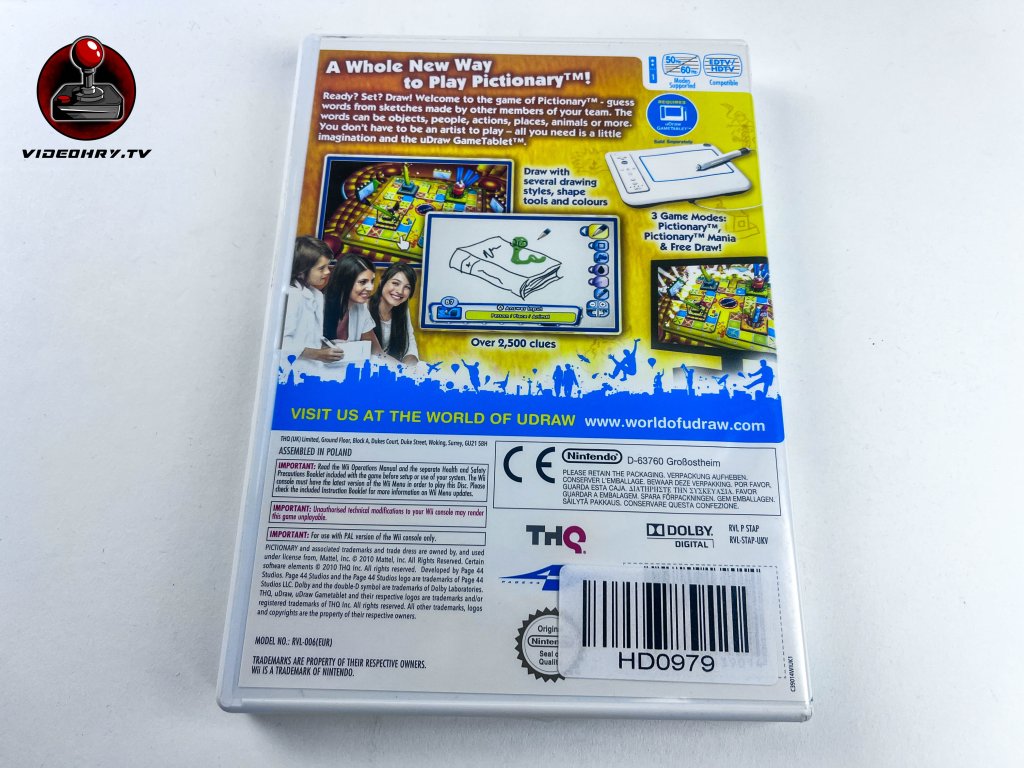 VIDEOHRY.TV
A Whole New Way
to Play Pictionary™!
Ready? Set? Draw! Welcome to the game of Pictionary™ - guess
words from sketches made by other members of your team. The
words can be objects, people, actions, places, animals or more.
You don't have to be an artist to play – all you need is a little
imagination and the uDraw GameTablet™.
1
50Hz
60Hz
Modes
Supported
EDTV/
HDTV
Compatible
REQUIRES
uDraw
GAMETABLET™
Sold Separately
Draw with
several drawing
styles, shape
tools and colours
3 Game Modes:
Pictionary™,
Pictionary™ Mania
& Free Draw!
Answer Input
Person / Place / Animal
Over 2,500 clues
VISIT US AT THE WORLD OF UDRAW www.worldofudraw.com
THQ (UK) Limited, Ground Floor, Block A, Dukes Court, Duke Street, Woking, Surrey, GU21 5BH
ASSEMBLED IN POLAND
IMPORTANT: Read the Wii Operations Manual and the separate Health and Safety
Precautions Booklet included with the game before setup or use of your system. The Wii
console must have the latest version of the Wii Menu in order to play this Disc. Please
check the included Instruction Booklet for more information on Wii Menu updates.
IMPORTANT: Unauthorised technical modifications to your Wii console may render
this game unplayable.
IMPORTANT: For use with PAL version of the Wii console only.
PICTIONARY and associated trademarks and trade dress are owned by, and used
under license from, Mattel, Inc. © 2010 Mattel, Inc. All Rights Reserved. Certain
software elements © 2010 THQ Inc. All rights reserved. Developed by Page 44
Studios. Page 44 Studios and the Page 44 Studios logo are trademarks of Page 44
Studios LLC. Dolby and the double-D symbol are trademarks of Dolby Laboratories.
THQ, uDraw, uDraw Gametablet and their respective logos are trademarks and/or
registered trademarks of THQ Inc. All rights reserved. All other trademarks, logos
and copyrights are the property of their respective owners.
MODEL NO.: RVL-006(EUR)
TRADEMARKS ARE PROPERTY OF THEIR RESPECTIVE OWNERS.
Wii IS A TRADEMARK OF NINTENDO.
CE
Nintendo D-63760 Großostheim
PLEASE RETAIN THE PACKAGING. VERPACKUNG AUFHEBEN.
CONSERVER L'EMBALLAGE. BEWAAR DEZE VERPAKKING. POR FAVOR,
GUARDA ESTA CAJA. ΔΙΑΤΗΡΗΣΤΕ ΤΗΝ ΣΥΣΚΕΥΑΣΙΑ. FAVOR
GUARDAR A EMBALAGEM. SPARA FÖRPACKNINGEN. GEM EMBALLAGEN.
SÄILYTÄ PAKKAUS. CONSERVARE QUESTA CONFEZIONE.
THQ
DOLBY
DIGITAL
RVL P STAP
RVL-STAP-UKV
Origin
Ninten
Seal o
Qualit
HD0979
C39014WIUK1